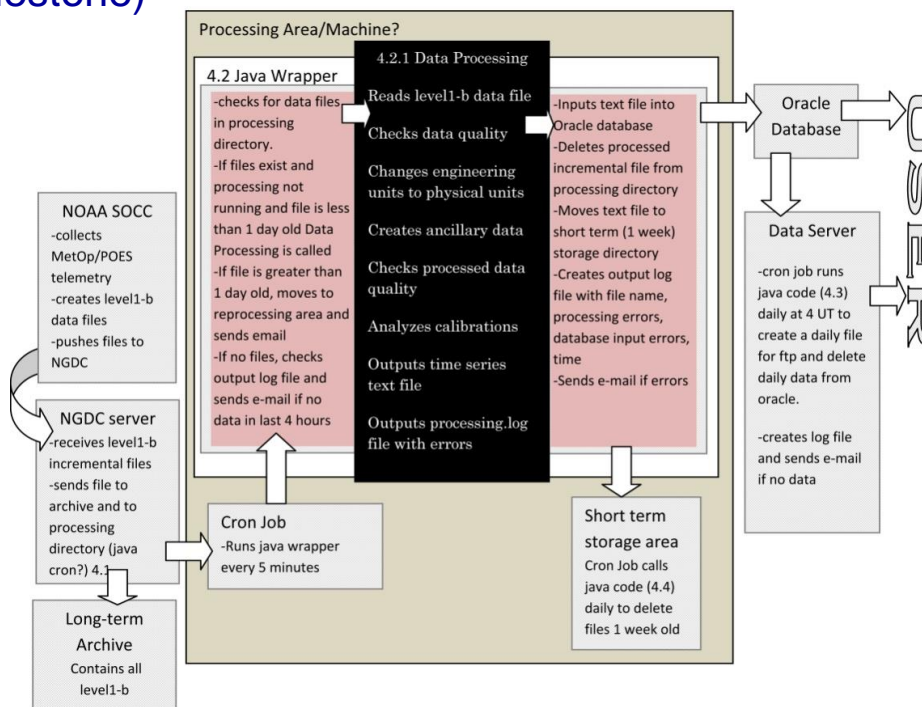 Processing Area/Machine?
4.2 Java Wrapper
-checks for data files
in processing
directory.
-If files exist and
processing not
running and file is less
than 1 day old Data
Processing is called
-If file is greater than
1 day old, moves to
reprocessing area and
sends email
-If no files, checks
output log file and
sends e-mail if no
data in last 4 hours
4.2.1 Data Processing
Reads level1-b data file
Checks data quality
Changes engineering
units to physical units
Creates ancillary data
Checks processed data
quality
Analyzes calibrations
Outputs time series
text file
Outputs processing.log
file with errors
-Inputs text file into
Oracle database
-Deletes processed
incremental file from
processing directory
-Moves text file to
short term (1 week)
storage directory
-Creates output log
file with file name,
processing errors,
database input errors,
time
-Sends e-mail if errors
Oracle
Database
NOAA SOCC
-collects
MetOp/POES
telemetry
-creates level1-b
data files
-pushes files to
NGDC
Data Server
-cron job runs
java code (4.3)
daily at 4 UT to
create a daily file
for ftp and delete
daily data from
oracle.
-creates log file
and sends e-mail
if no data
NGDC server
-receives level1-b
incremental files
-sends file to
archive and to
processing
directory (java
cron?) 4.1
Cron Job
-Runs java wrapper
every 5 minutes
Short term
storage area
Cron Job calls
java code (4.4)
daily to delete
files 1 week old
Long-term
Archive
Contains all
level1-b